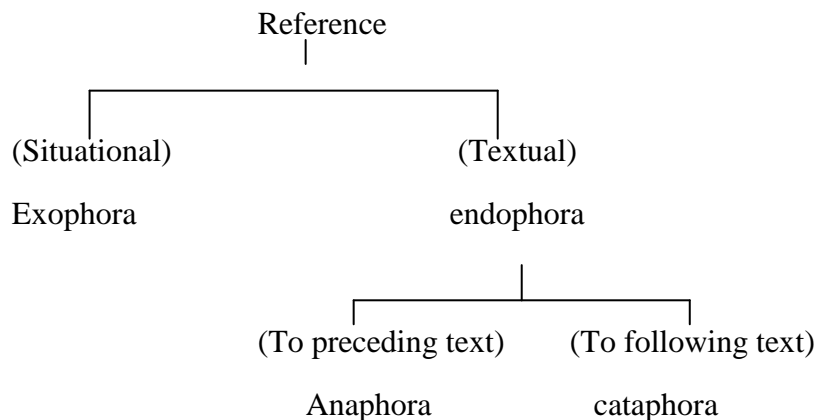 Reference
(Situational) (Textual)
Exophora endophora
(To preceding text) (To following text)
Anaphora cataphora